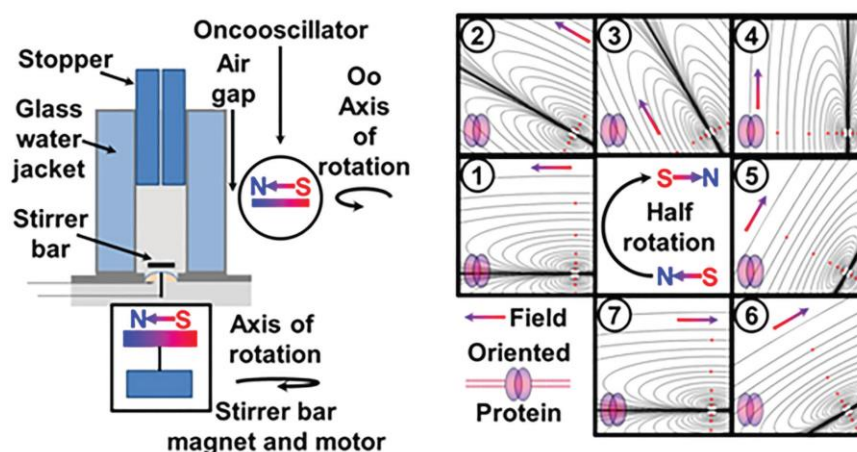 Oncooscillator
Stopper
Air
gap
Oo
Axis
of
rotation
Glass
water
jacket
N S
Stirrer
bar
N S
Axis of
rotation
Stirrer bar
magnet and motor
2
3
4
1
S N
Half
rotation
N S
5
Field
Oriented
Protein
7
6